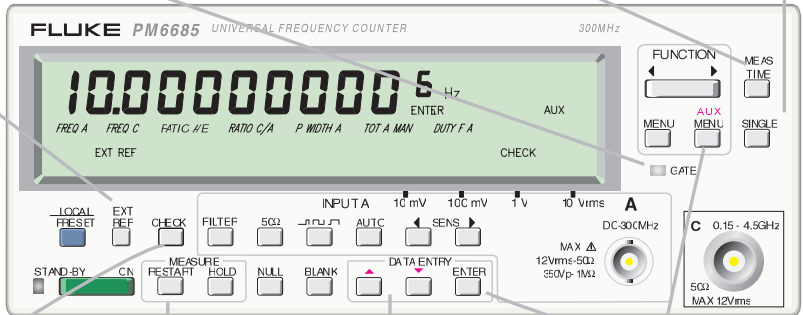 FLUKE PM6685 UNIVERSAL FREQUENCY COUNTER 300MHz
10.000000000 6 Hz
ENTER AUX
FREQ A FREQ C RATIO C/A P WIDTH A TOT A MAN DUTY F A
EXT REF CHECK
FUNCTION
MEAS TIME
AUX
MENU MENU SINGLE
GATE
INPUT A 10 mV 100 mV 1 V 10 Vrms
LOCAL
PRESET
EXT REF
CHECK FILTER 50Ω AUTO SENS
A
DC-300MHz
MAX ⚠
12Vrms-50Ω
350Vp-1MΩ
C 0.15 - 4.5GHz
50Ω
MAX 12Vrms
STAND-BY ON
MEASURE
RESTART HOLD NULL BLANK
DATA ENTRY
ENTER